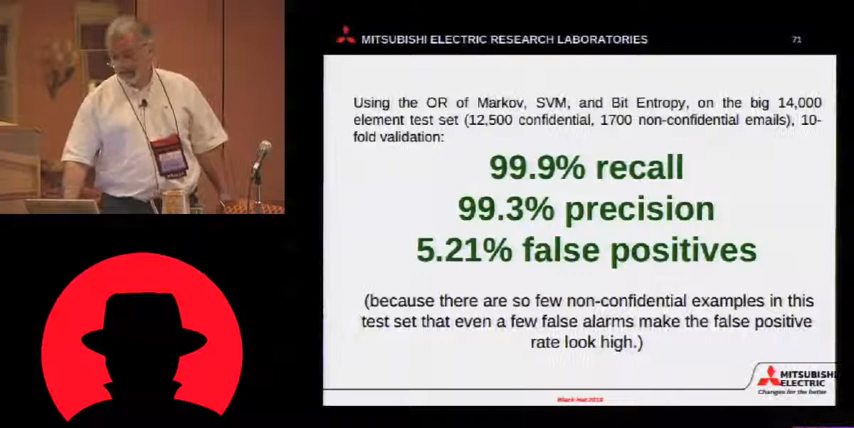 MITSUBISHI ELECTRIC RESEARCH LABORATORIES
71
Using the OR of Markov, SVM, and Bit Entropy, on the big 14,000
element test set (12,500 confidential, 1700 non-confidential emails), 10-
fold validation:
99.9% recall
99.3% precision
5.21% false positives
(because there are so few non-confidential examples in this
test set that even a few false alarms make the false positive
rate look high.)
MITSUBISHI
ELECTRIC
Changes for the better
Black Hat 2010